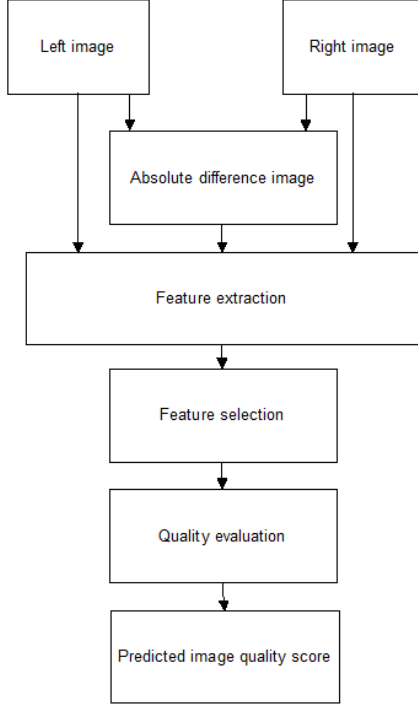 Left image
Right image
Absolute difference image
Feature extraction
Feature selection
Quality evaluation
Predicted image quality score